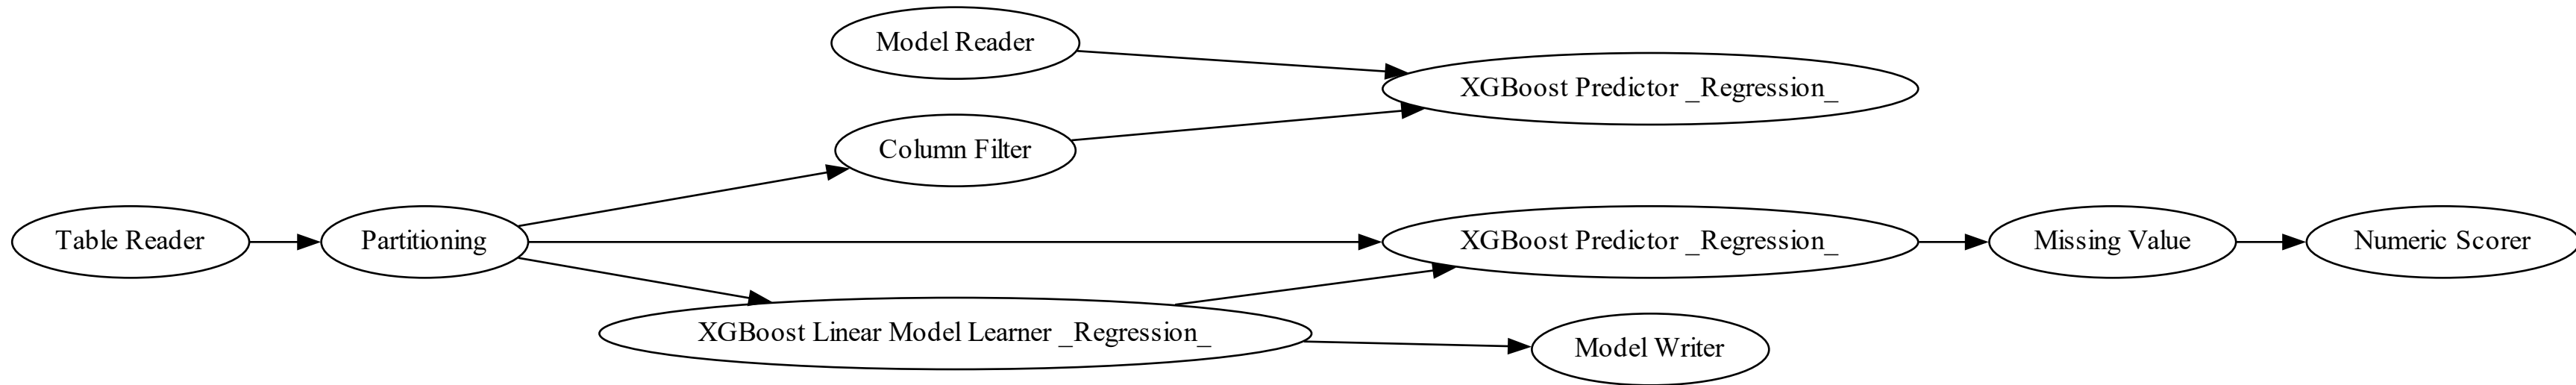 Model Reader
XGBoost Predictor _Regression_
Column Filter
Table Reader
Partitioning
XGBoost Predictor _Regression_
Missing Value
Numeric Scorer
XGBoost Linear Model Learner _Regression_
Model Writer